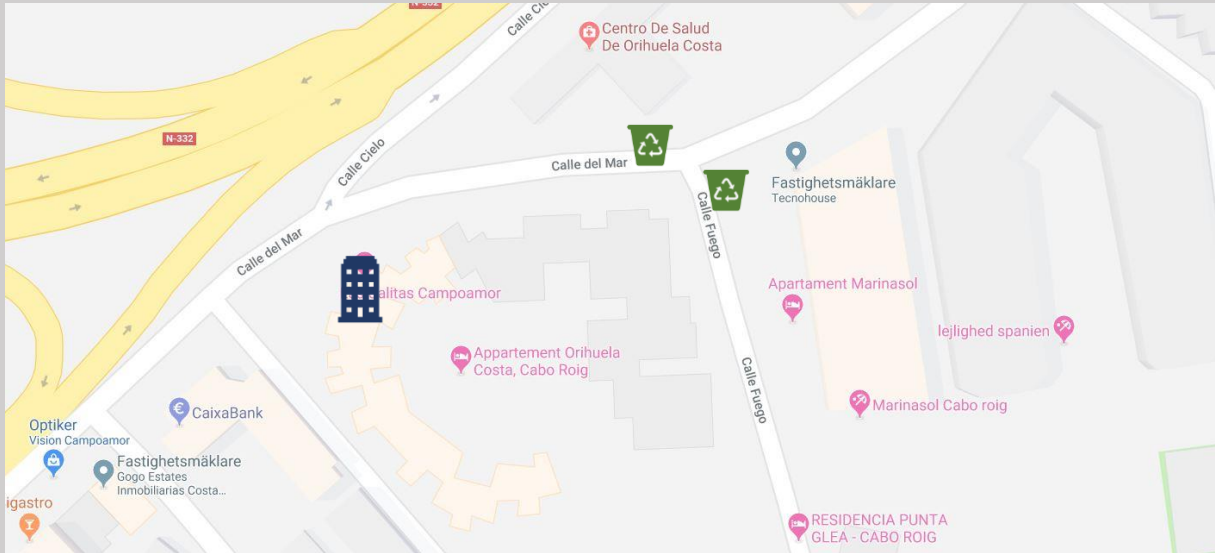 N-332
Calle Cie
Centro De Salud
De Orihuela Costa
N-332
Calle Cielo
Calle del Mar
Fastighetsmäklare
Tecnohouse
Calle Fuego
Calle del Mar
alitas Campoamor
Apartament Marinasol
lejlighed spanien
Appartement Orihuela
Costa, Cabo Roig
Calle Fuego
CaixaBank
Marinasol Cabo roig
Optiker
Vision Campoamor
Fastighetsmäklare
Gogo Estates
Inmobiliarias Costa...
igastro
RESIDENCIA PUNTA
GLEA - CABO ROIG